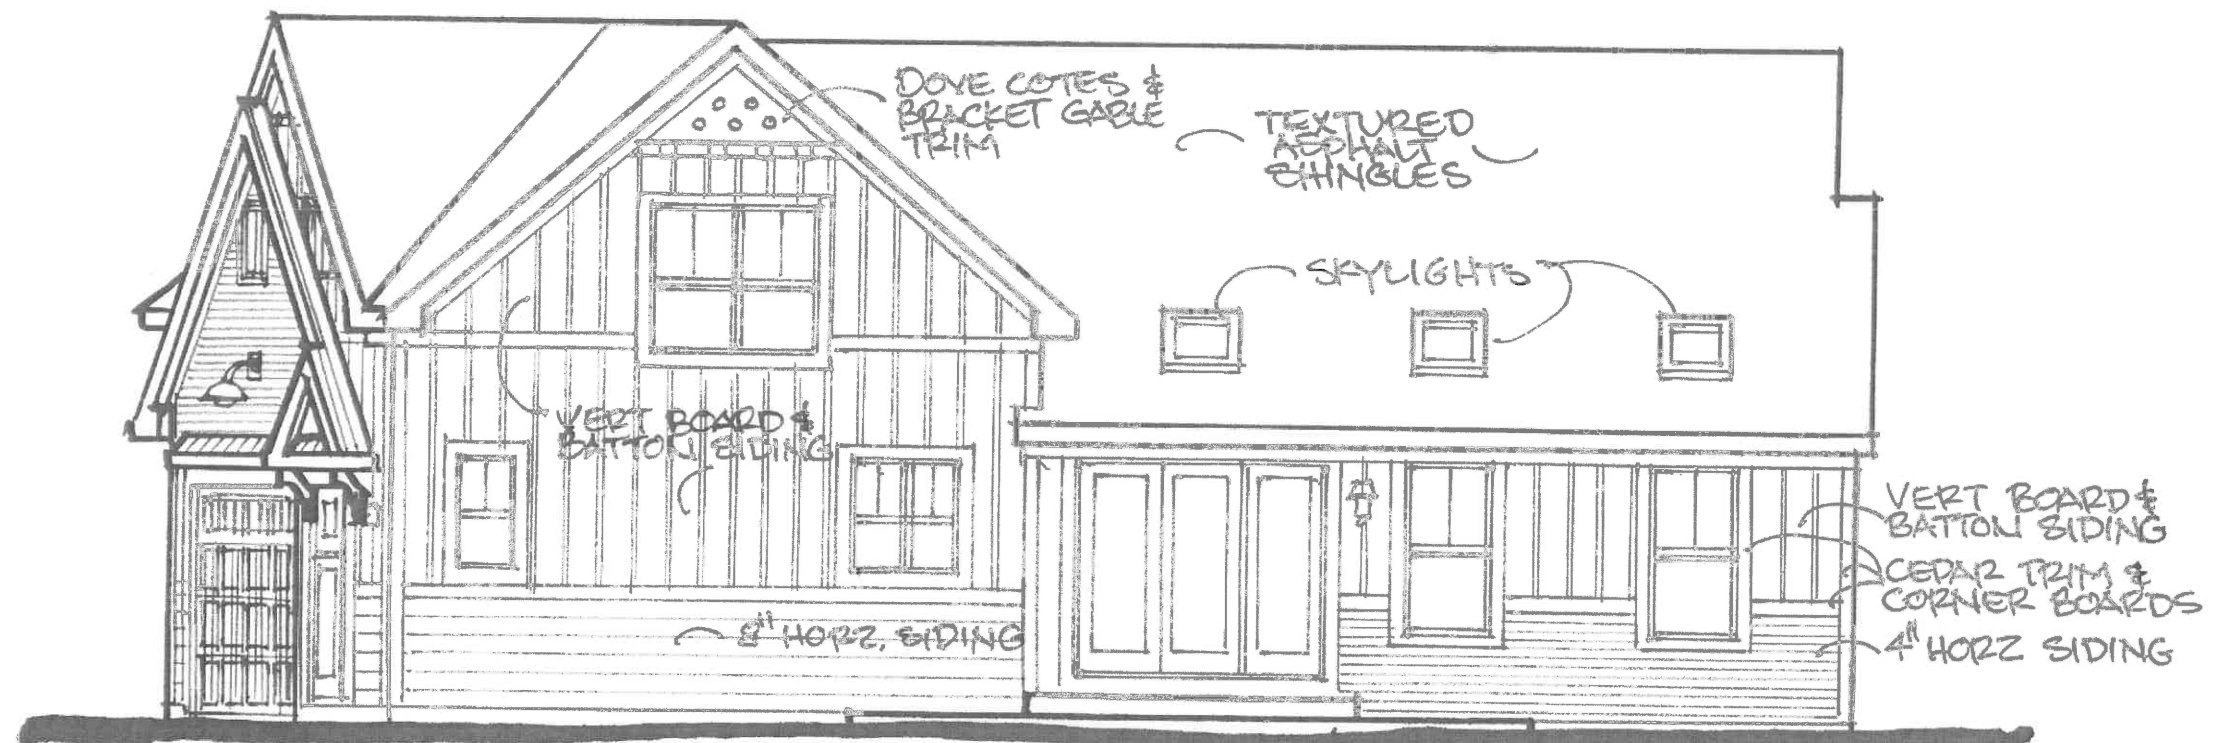 DOVE COTES &
BRACKET GABLE
TRIM
TEXTURED
ASPHALT
SHINGLES
SKYLIGHTS
VERT BOARD &
BATTON SIDING
8" HORZ. SIDING
VERT BOARD &
BATTON SIDING
CEDAR TRIM &
CORNER BOARDS
4" HORZ SIDING